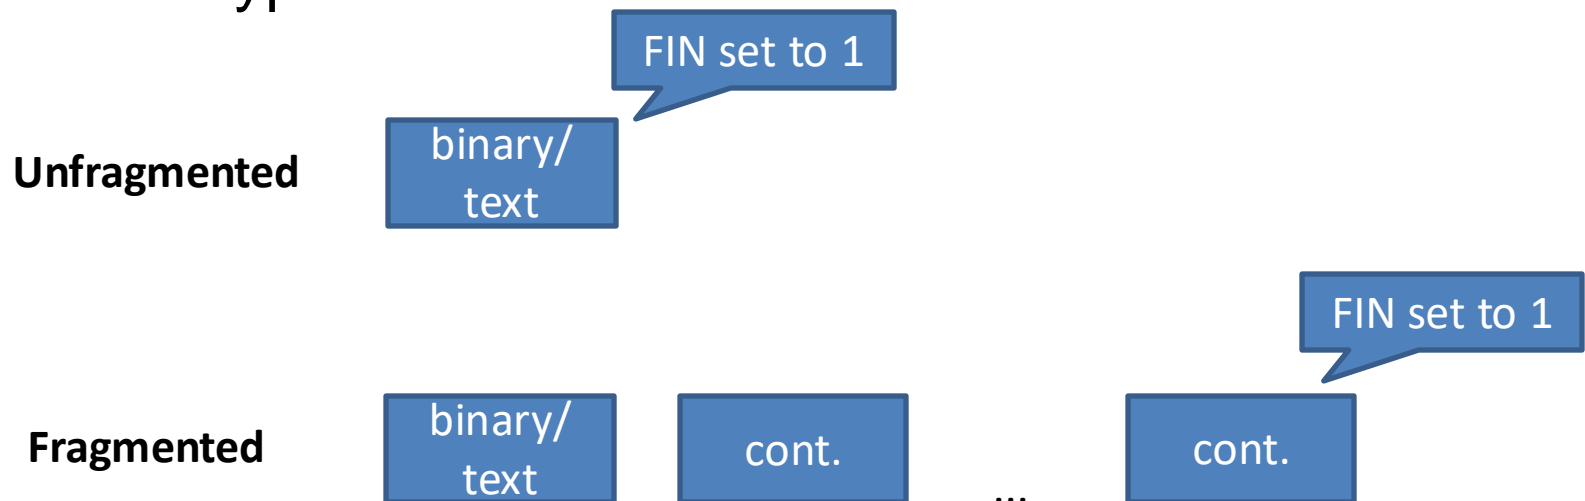 FIN set to 1
binary/
text
Unfragmented
FIN set to 1
Fragmented
binary/
text
cont.
...
cont.